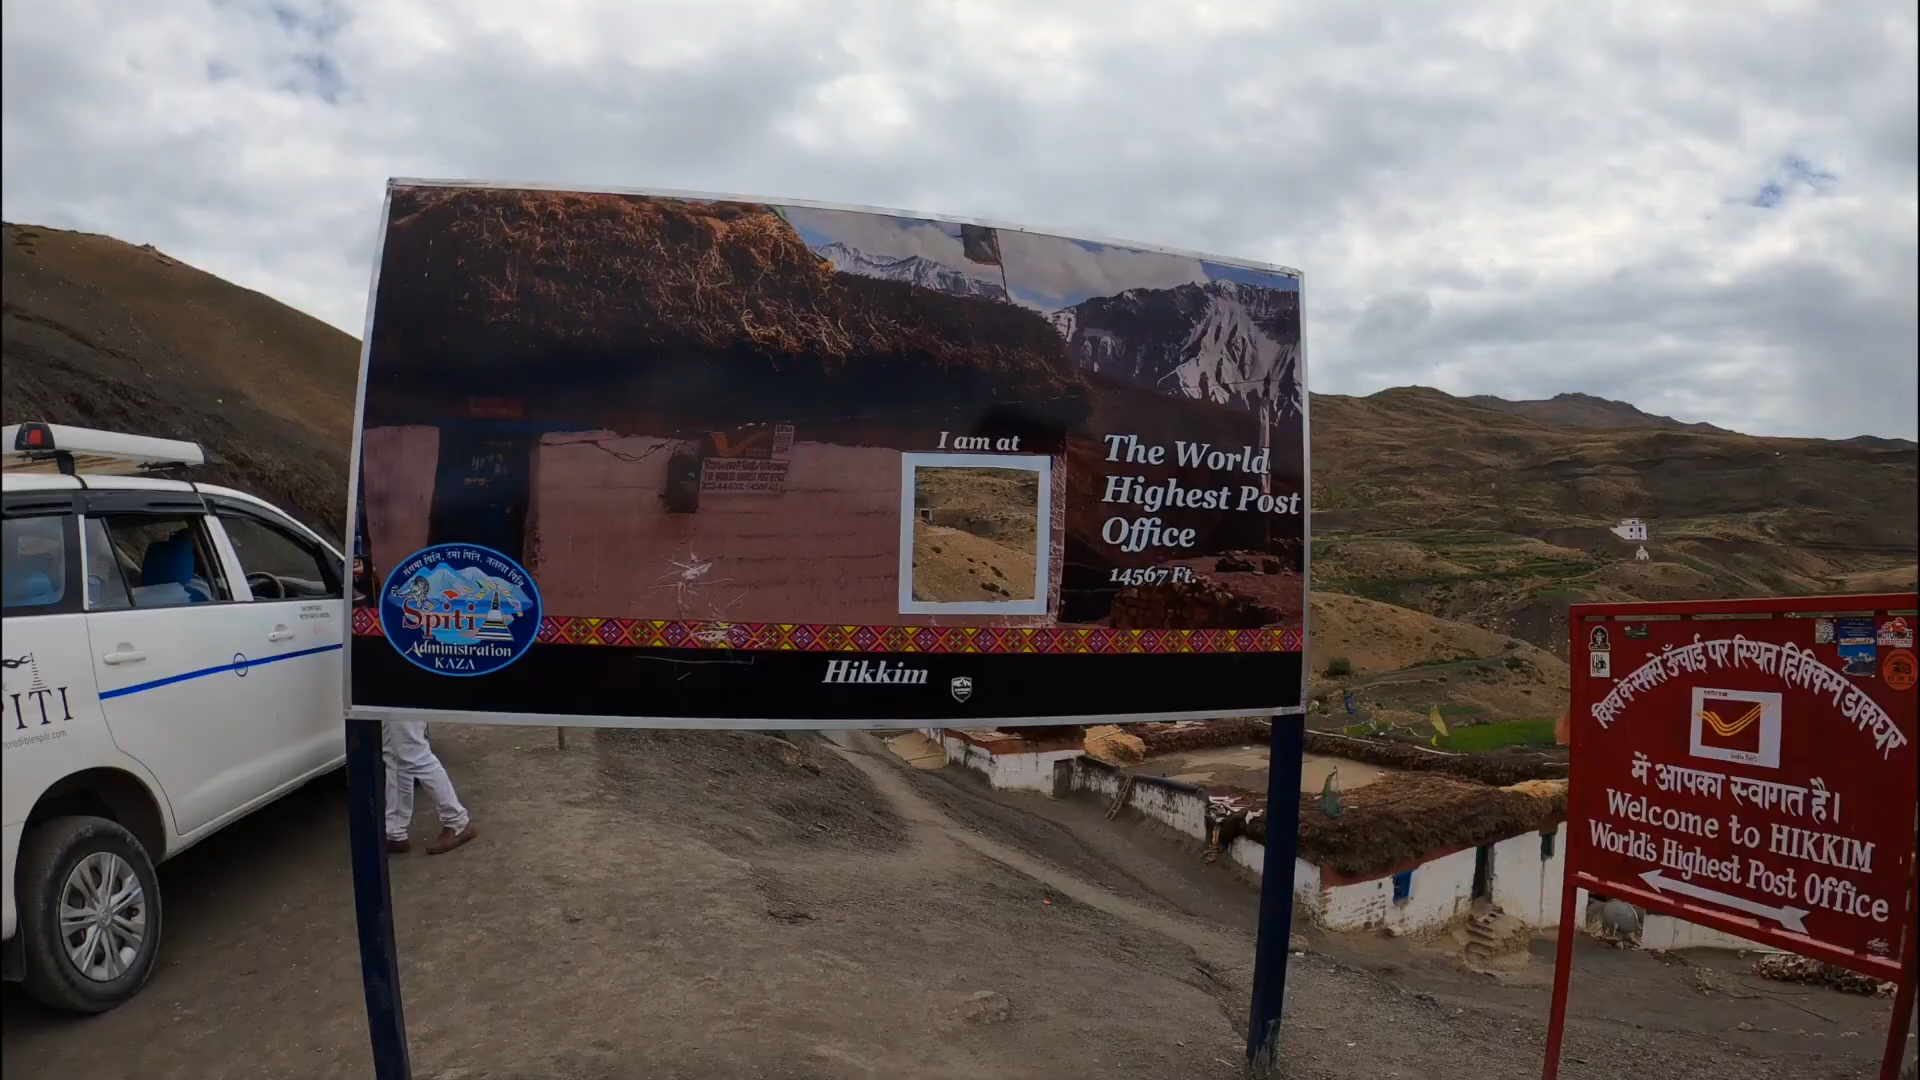 I am at
The World
Highest Post
Office
14567 Ft.
Spiti
Administration
KAZA
Hikkim
PITI
विश्व के सबसे ऊँचाई पर स्थित हिक्किम डाकघर
में आपका स्वागत है।
Welcome to HIKKIM
World's Highest Post Office